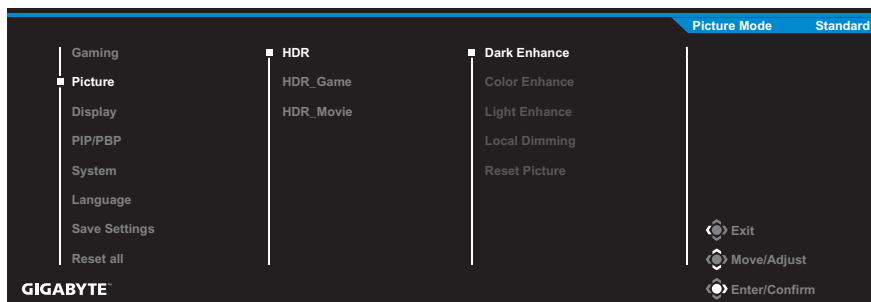 Picture Mode Standard
Gaming HDR Dark Enhance
Picture HDR_Game Color Enhance
Display HDR_Movie Light Enhance
PIP/PBP Local Dimming
System Reset Picture
Language
Save Settings Exit
Reset all Move/Adjust
GIGABYTE™ Enter/Confirm